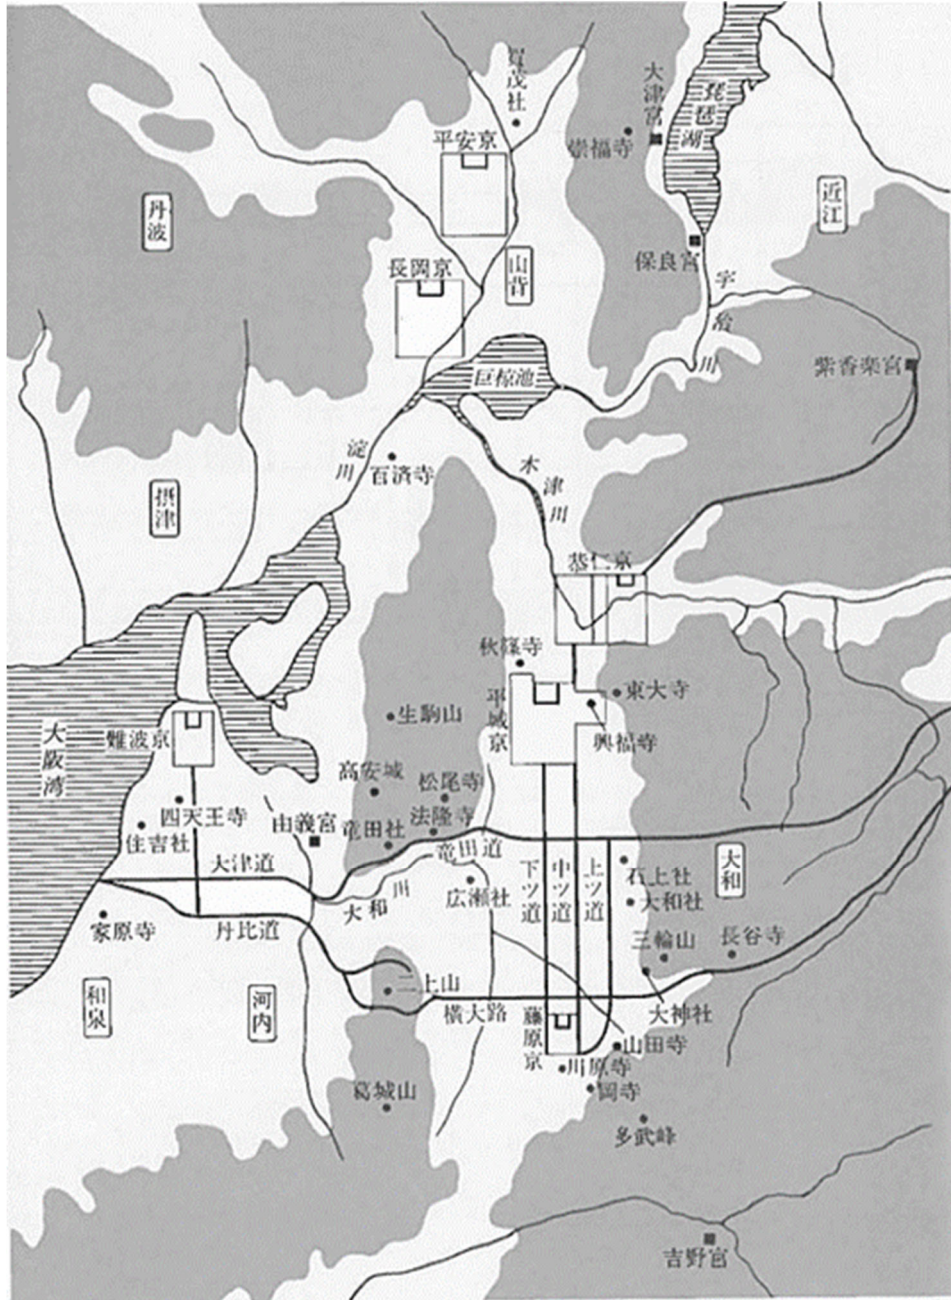 賀茂社
大津宮
琵琶湖
崇福寺
平安京
近江
丹波
山背
保良宮
長岡京
宇治川
紫香楽宮
巨椋池
淀川
百済寺
木津川
摂津
恭仁京
秋篠寺
東大寺
平城京
生駒山
興福寺
大阪湾
難波京
高安城
松尾寺
四天王寺
住吉社
由義宮
竜田社
法隆寺
竜田道
大津道
下ツ道
中ツ道
上ツ道
石上社
大和
大和川
広瀬社
大和社
家原寺
丹比道
三輪山
長谷寺
二上山
和泉
河内
横大路
藤原京
大神社
山田寺
川原寺
岡寺
葛城山
多武峰
吉野宮